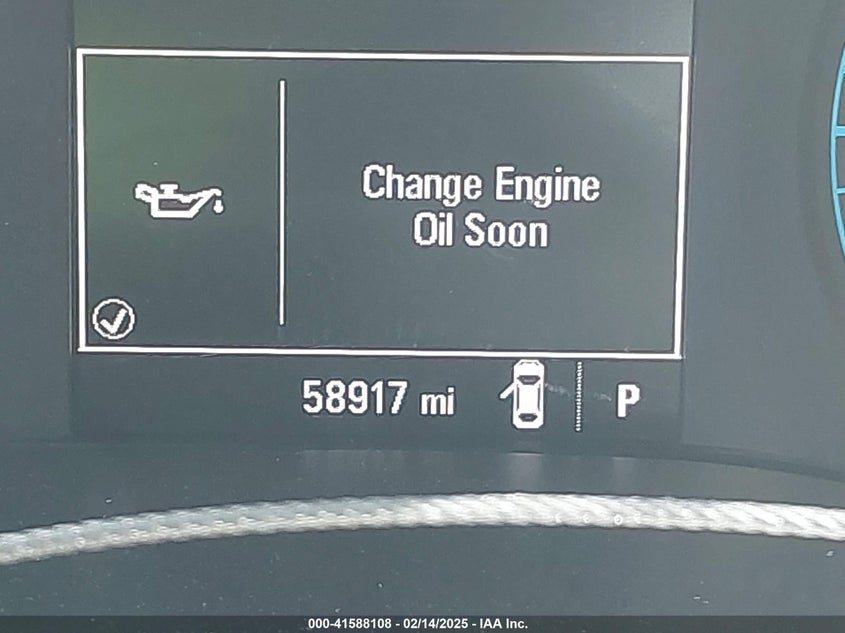 Change Engine
Oil Soon
58917 mi
P
000-41588108 - 02/14/2025 - IAA Inc.